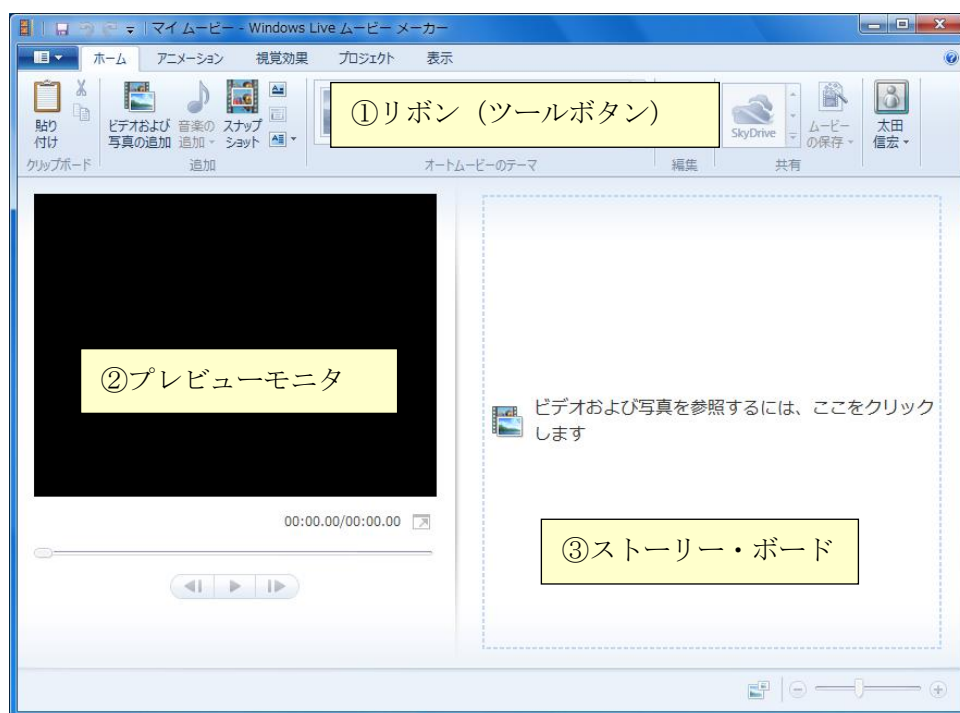 マイ ムービー - Windows Live ムービー メーカー
ホーム アニメーション 視覚効果 プロジェクト 表示
①リボン（ツールボタン）
貼り
付け
ビデオおよび
写真の追加
音楽の
追加
スナップ
ショット
SkyDrive
ムービー
の保存
太田
信宏
クリップボード 追加 オートムービーのテーマ 編集 共有
②プレビューモニタ
ビデオおよび写真を参照するには、ここをクリック
します
00:00.00/00:00.00
③ストーリー・ボード